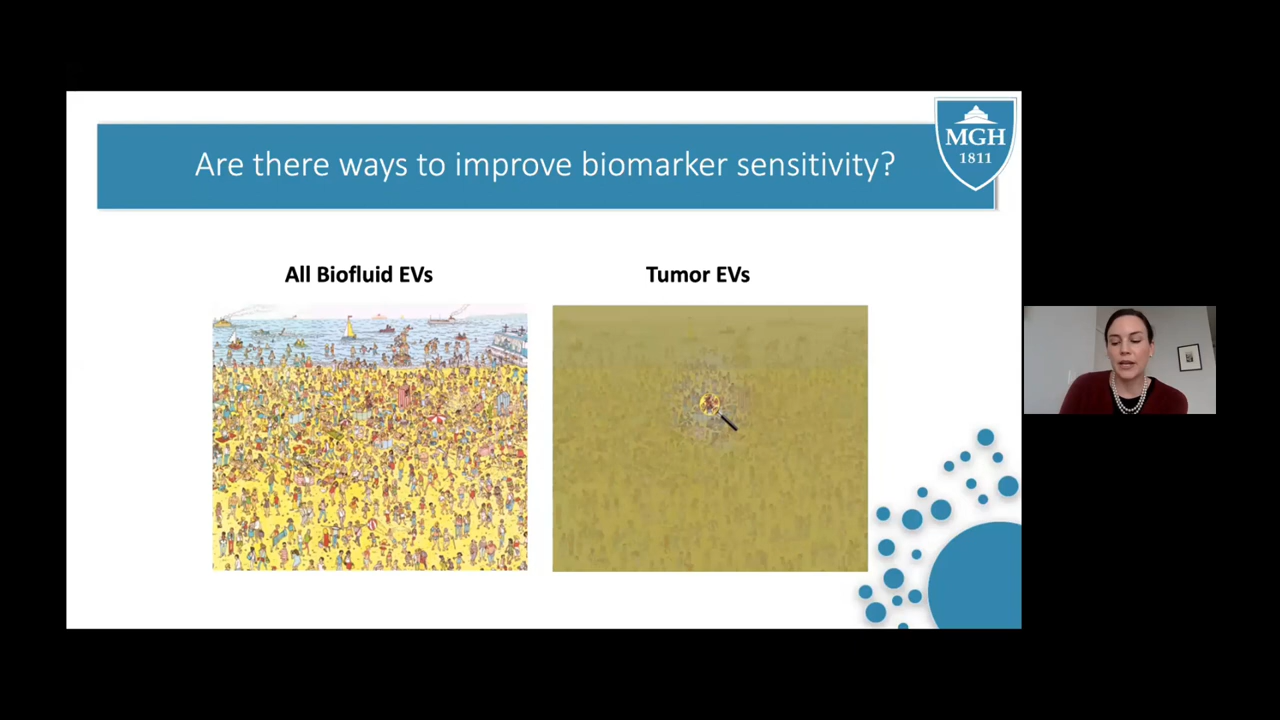 Are there ways to improve biomarker sensitivity?
MGH
1811
All Biofluid EVs
Tumor EVs